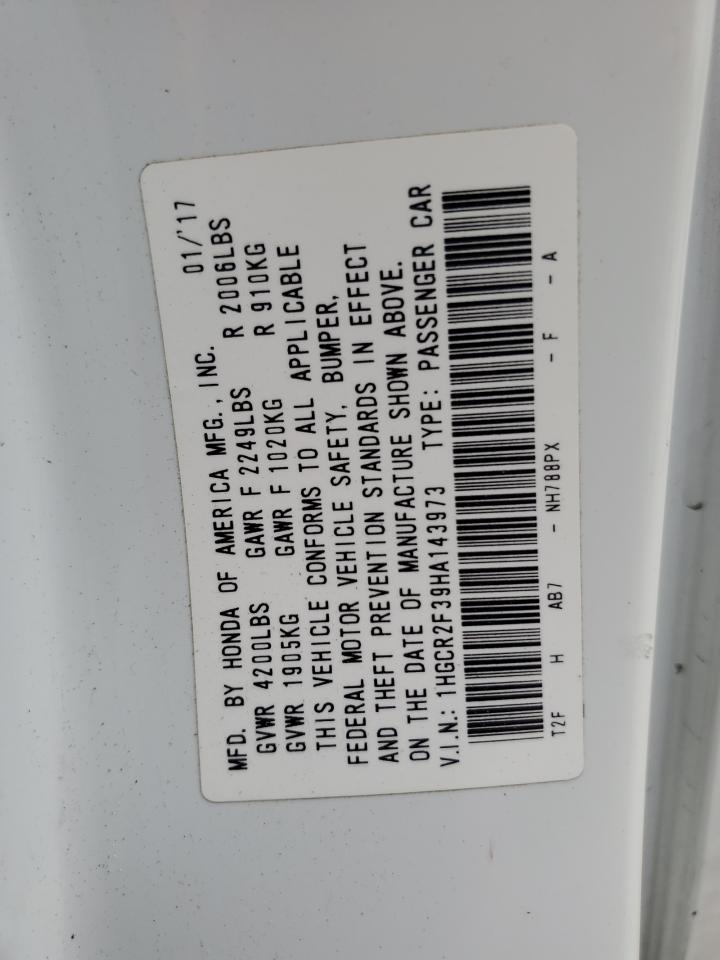 MFD. BY HONDA OF AMERICA MFG., INC. 01/'17
GVWR 4200LBS GAWR F 2249LBS R 2006LBS
GVWR 1905KG GAWR F 1020KG R 910KG
THIS VEHICLE CONFORMS TO ALL APPLICABLE
FEDERAL MOTOR VEHICLE SAFETY, BUMPER,
AND THEFT PREVENTION STANDARDS IN EFFECT
ON THE DATE OF MANUFACTURE SHOWN ABOVE.
V.I.N.: 1HGCR2F39HA143973 TYPE: PASSENGER CAR
T2F H AB7 - NH788PX - F - A